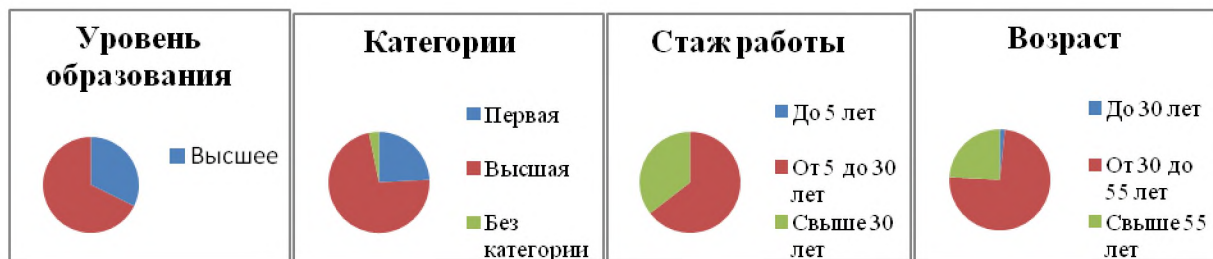 Уровень
образования
Высшее
Категории
Первая
Высшая
Без
категории
Стаж работы
До 5 лет
От 5 до 30
лет
Свыше 30
лет
Возраст
До 30 лет
От 30 до
55 лет
Свыше 55
лет